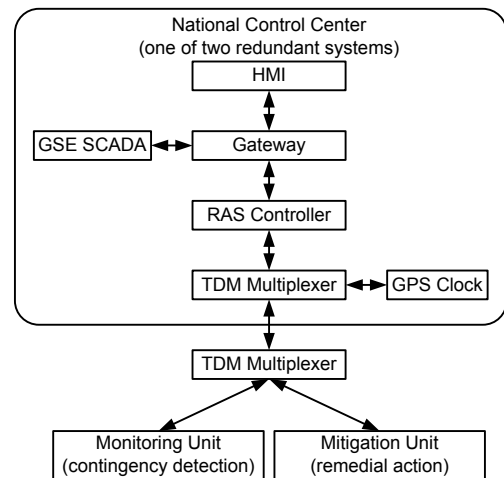 National Control Center
(one of two redundant systems)
HMI
GSE SCADA
Gateway
RAS Controller
TDM Multiplexer
GPS Clock
TDM Multiplexer
Monitoring Unit
(contingency detection)
Mitigation Unit
(remedial action)